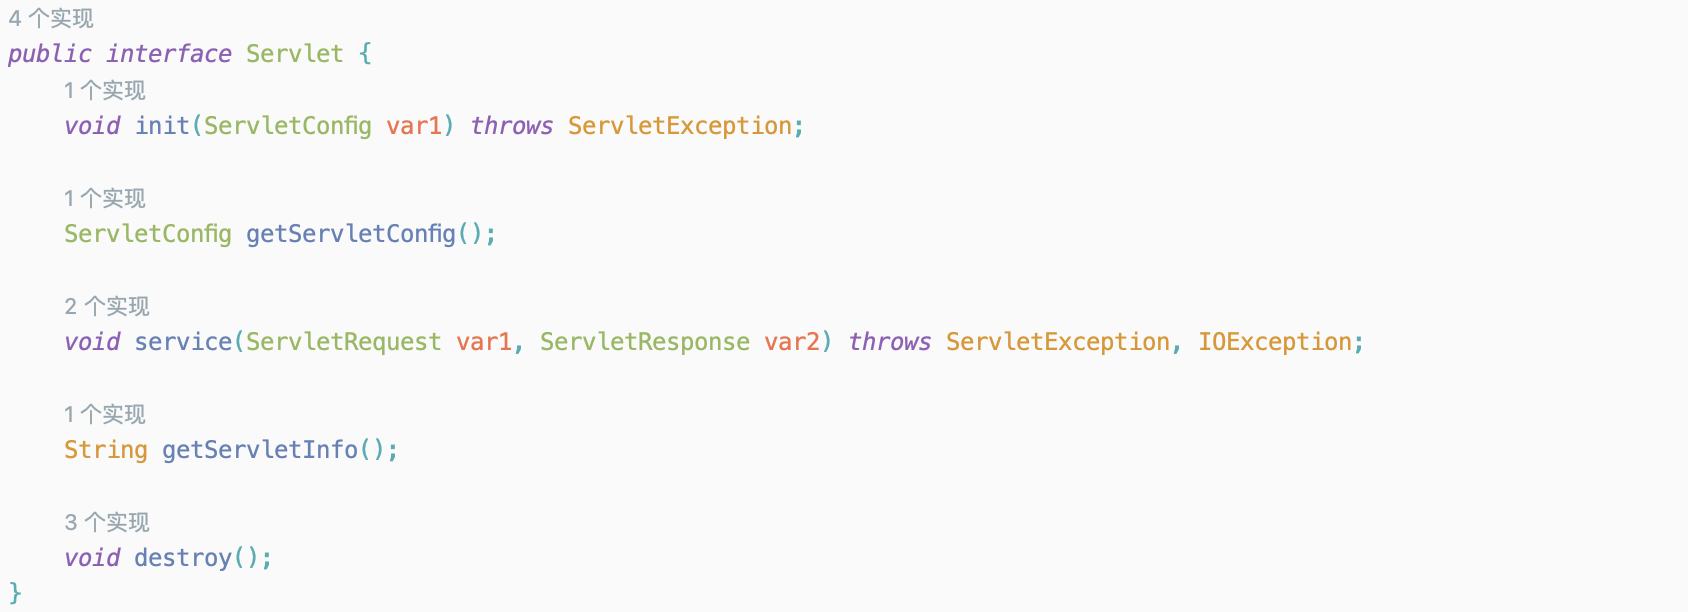 4 个实现
public interface Servlet {
1 个实现
void init(ServletConfig var1) throws ServletException;
1 个实现
ServletConfig getServletConfig();
2 个实现
void service(ServletRequest var1, ServletResponse var2) throws ServletException, IOException;
1 个实现
String getServletInfo();
3 个实现
void destroy();
}